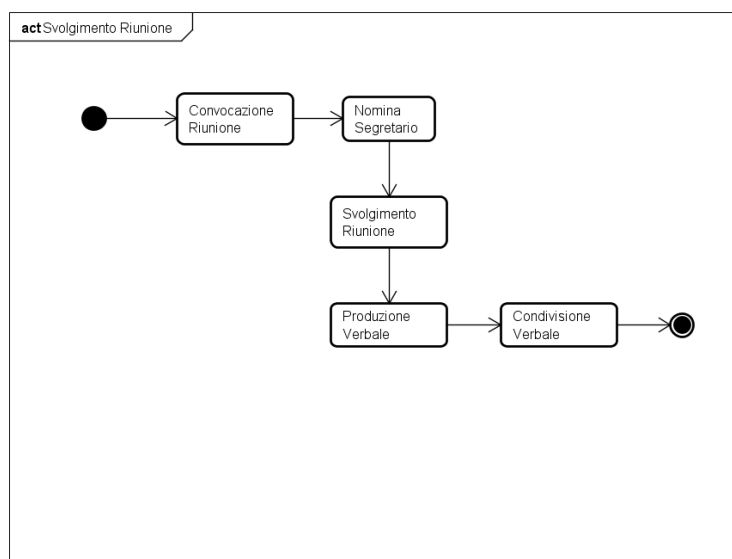 act Svolgimento Riunione
Convocazione
Riunione
Nomina
Segretario
Svolgimento
Riunione
Produzione
Verbale
Condivisione
Verbale